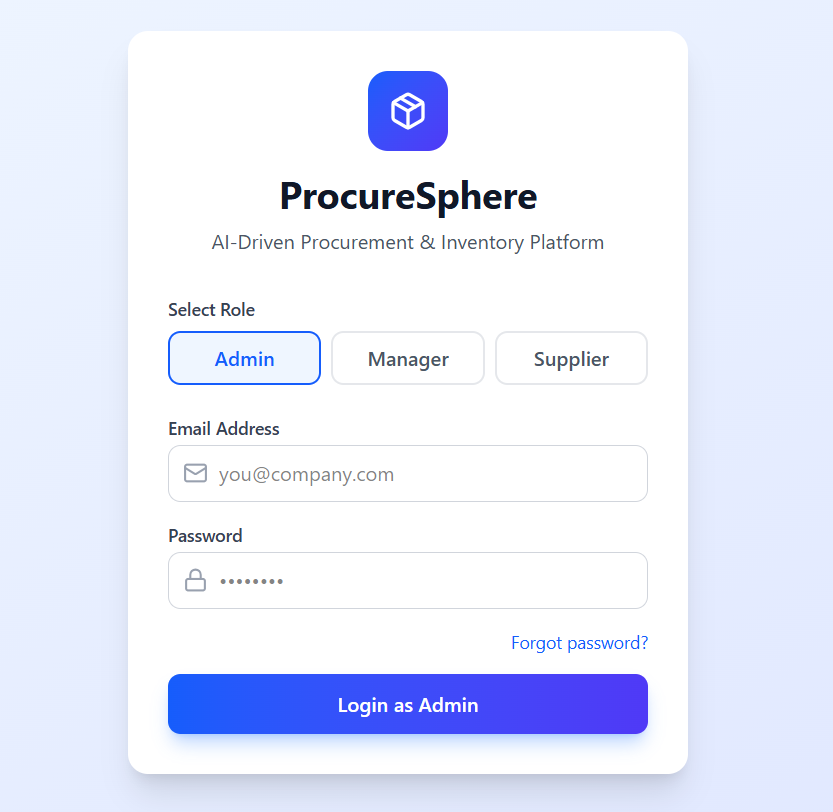 ProcureSphere
AI-Driven Procurement & Inventory Platform
Select Role
Admin Manager Supplier
Email Address
you@company.com
Password
••••••••
Forgot password?
Login as Admin